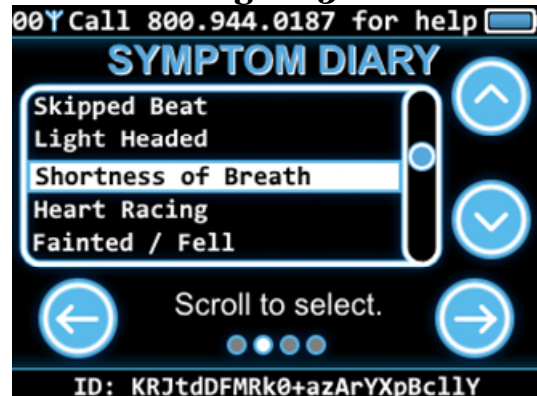 00 Call 800.944.0187 for help
SYMPTOM DIARY
Skipped Beat
Light Headed
Shortness of Breath
Heart Racing
Fainted / Fell
Scroll to select.
ID: KRJtdDFMRk0+azArYXpBcllY